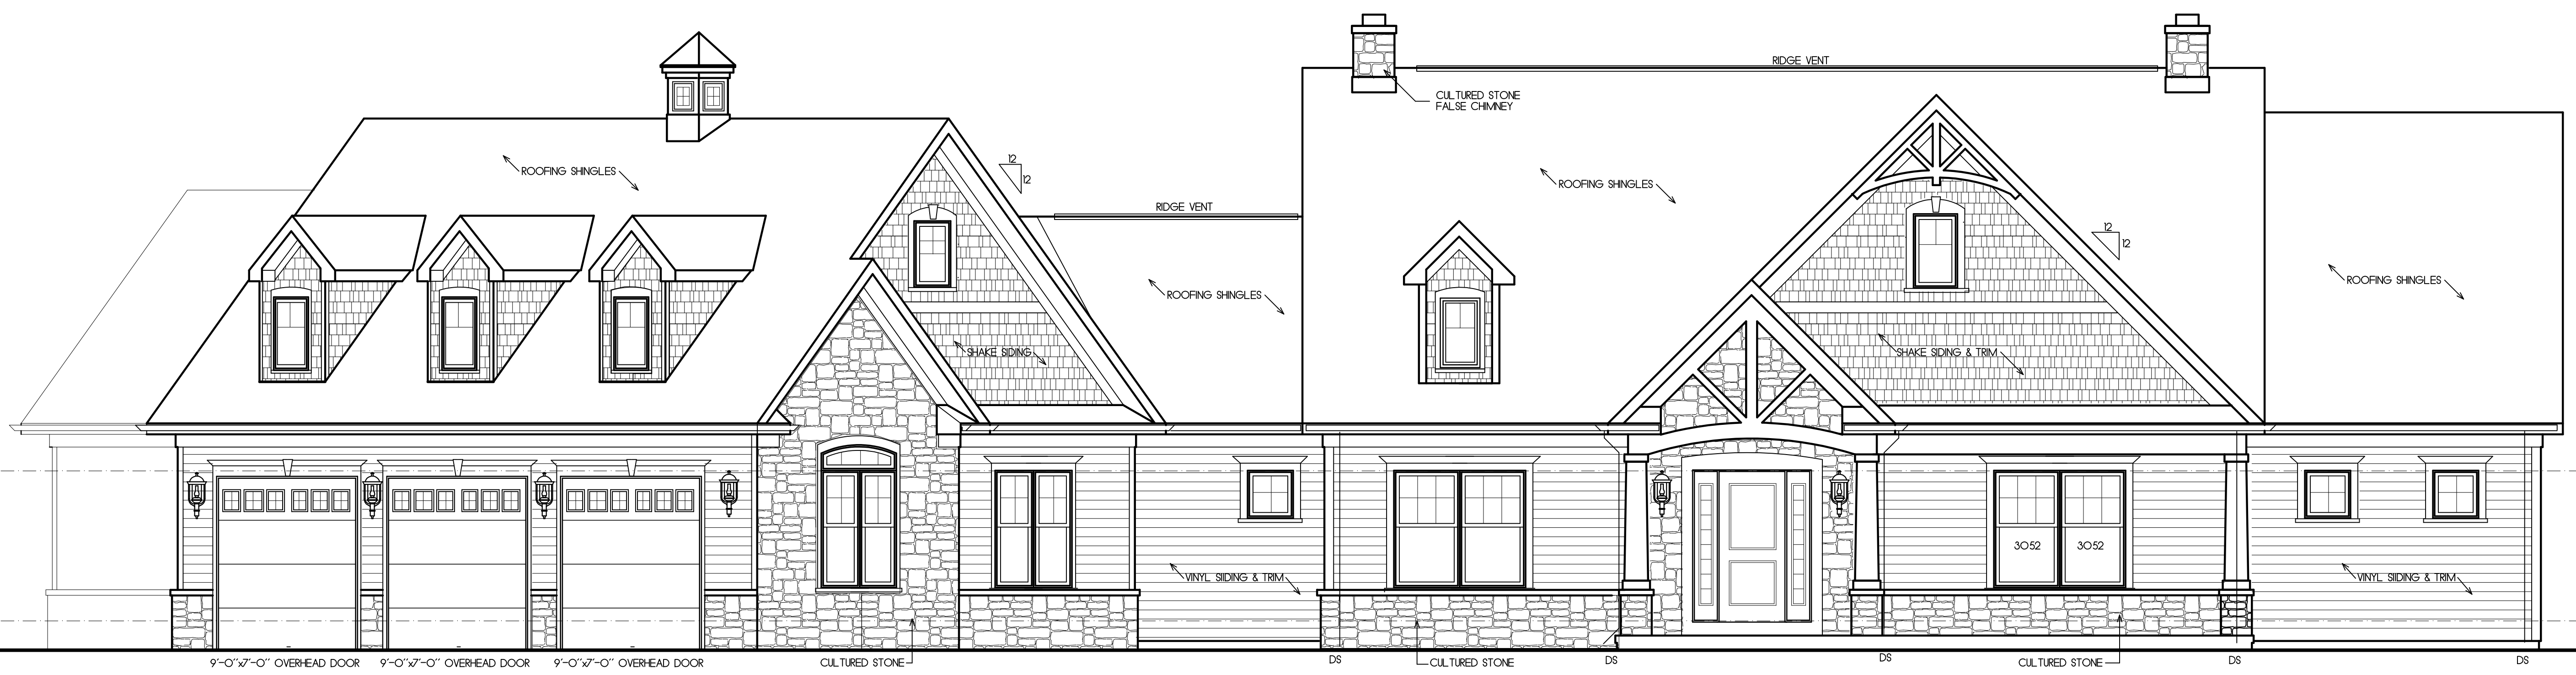 RIDGE VENT
CULTURED STONE
FALSE CHIMNEY
12
12
ROOFING SHINGLES
ROOFING SHINGLES
RIDGE VENT
12
12
ROOFING SHINGLES
ROOFING SHINGLES
SHAKE SIDING
SHAKE SIDING & TRIM
3052
3052
VINYL SIIDING & TRIM
VINYL SIIDING & TRIM
9'-0"x7'-0" OVERHEAD DOOR
9'-0"x7'-0" OVERHEAD DOOR
9'-0"x7'-0" OVERHEAD DOOR
CULTURED STONE
DS
CULTURED STONE
DS
DS
CULTURED STONE
DS
DS